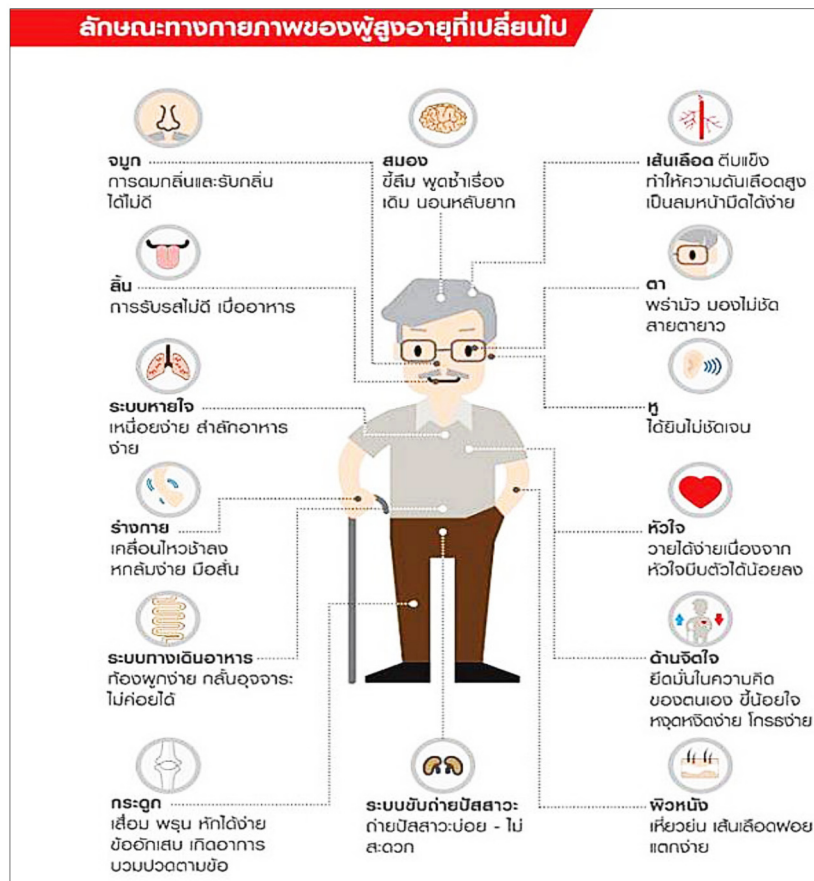 ลักษณะทางกายภาพของผู้สูงอายุที่เปลี่ยนไป
จมูก
การดมกลิ่นและรับกลิ่น
ได้ไม่ดี
สมอง
ขี้ลืม พูดซ้ำเรื่อง
เดิม นอนหลับยาก
เส้นเลือด ตีบแข็ง
ทำให้ความดันเลือดสูง
เป็นลมหน้ามืดได้ง่าย
ลิ้น
การรับรสไม่ดี เบื่ออาหาร
ตา
พร่ามัว มองไม่ชัด
สายตายาว
ระบบหายใจ
เหนื่อยง่าย สำลักอาหาร
ง่าย
หู
ได้ยินไม่ชัดเจน
ร่างกาย
เคลื่อนไหวช้าลง
หกล้มง่าย มือสั่น
หัวใจ
วายได้ง่ายเนื่องจาก
หัวใจบีบตัวได้น้อยลง
ระบบทางเดินอาหาร
ท้องผูกง่าย กลั้นอุจจาระ
ไม่ค่อยได้
ด้านจิตใจ
ยึดมั่นในความคิด
ของตนเอง ขี้น้อยใจ
หงุดหงิดง่าย โกรธง่าย
กระดูก
เสื่อม พรุน หักได้ง่าย
ข้ออักเสบ เกิดอาการ
บวมปวดตามข้อ
ระบบขับถ่ายปัสสาวะ
ถ่ายปัสสาวะบ่อย - ไม่
สะดวก
ผิวหนัง
เหี่ยวย่น เส้นเลือดฝอย
แตกง่าย